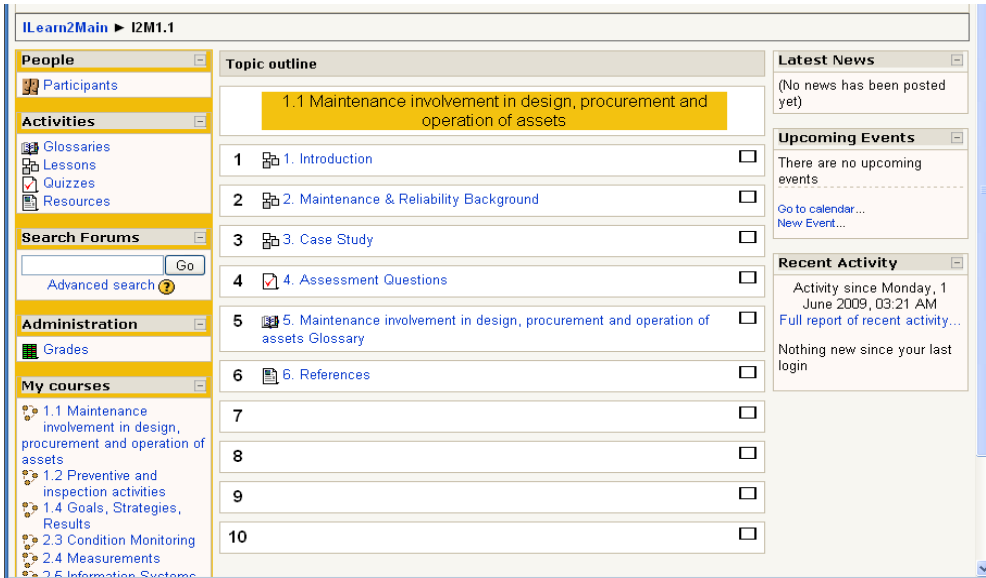 ILearn2Main ► I2M1.1
People
Participants
Activities
Glossaries
Lessons
Quizzes
Resources
Search Forums
Go
Advanced search ?
Administration
Grades
My courses
1.1 Maintenance
involvement in design,
procurement and operation of
assets
1.2 Preventive and
inspection activities
1.4 Goals, Strategies,
Results
2.3 Condition Monitoring
2.4 Measurements
2.5 Information Systems
Topic outline
1.1 Maintenance involvement in design, procurement and
operation of assets
1 1. Introduction
2 2. Maintenance & Reliability Background
3 3. Case Study
4 4. Assessment Questions
5 5. Maintenance involvement in design, procurement and operation of
assets Glossary
6 6. References
7
8
9
10
Latest News
(No news has been posted
yet)
Upcoming Events
There are no upcoming
events
Go to calendar...
New Event...
Recent Activity
Activity since Monday, 1
June 2009, 03:21 AM
Full report of recent activity...
Nothing new since your last
login